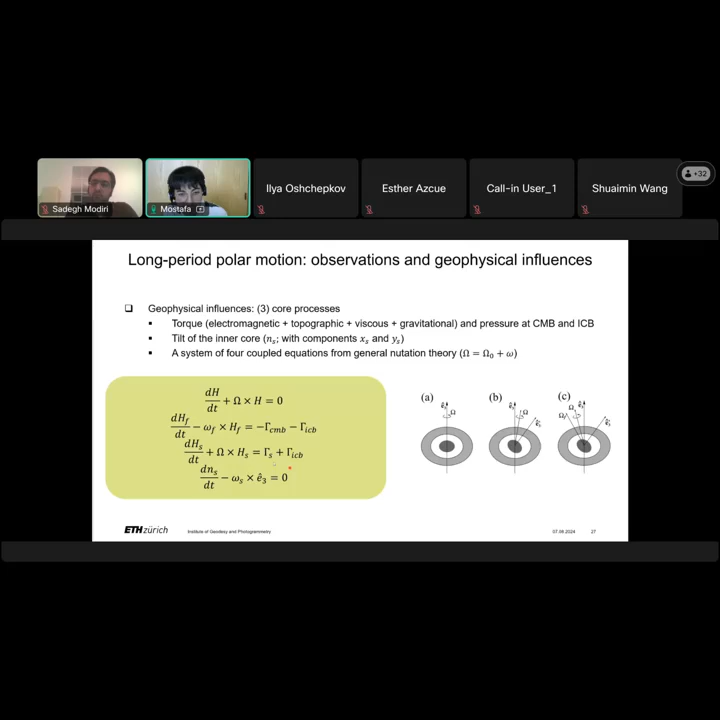 Sadegh Modiri
Mostafa
Ilya Oshchepkov
Esther Azcue
Call-in User_1
Shuaimin Wang
+32
Long-period polar motion: observations and geophysical influences
Geophysical influences: (3) core processes
Torque (electromagnetic + topographic + viscous + gravitational) and pressure at CMB and ICB
Tilt of the inner core (n_s; with components x_s and y_s)
A system of four coupled equations from general nutation theory (Ω = Ω_0 + ω)
dH/dt + Ω × H = 0
dH_f/dt − ω_f × H_f = −Γ_cmb − Γ_icb
dH_s/dt + Ω × H_s = Γ_s + Γ_icb
dn_s/dt − ω_s × ê_3 = 0
(a) (b) (c)
ETH zürich
Institute of Geodesy and Photogrammetry
07.06.2024
27